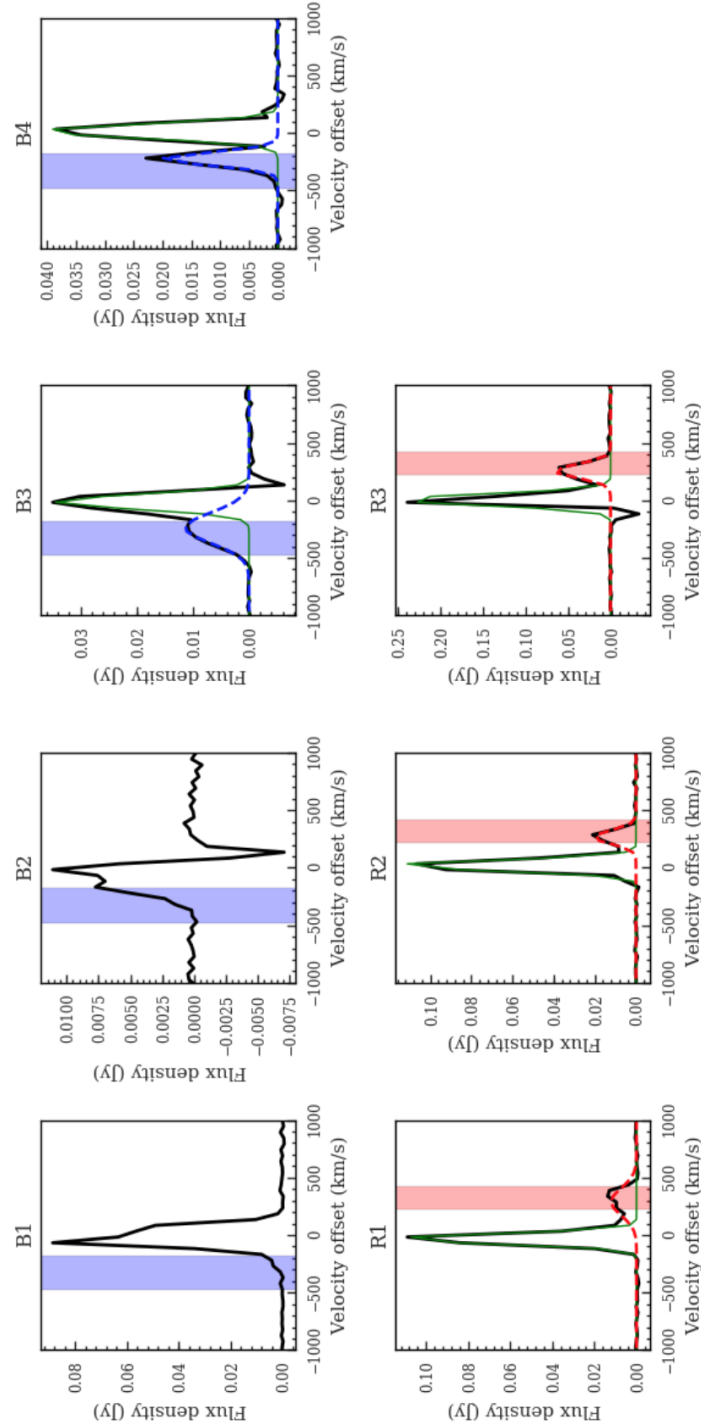 B1
Flux density (Jy)
0.08
0.06
0.04
0.02
0.00
−1000 −500 0 500 1000
Velocity offset (km/s)
B2
Flux density (Jy)
0.0100
0.0075
0.0050
0.0025
0.0000
−0.0025
−0.0050
−0.0075
−1000 −500 0 500 1000
Velocity offset (km/s)
B3
Flux density (Jy)
0.03
0.02
0.01
0.00
−1000 −500 0 500 1000
Velocity offset (km/s)
B4
Flux density (Jy)
0.040
0.035
0.030
0.025
0.020
0.015
0.010
0.005
0.000
−1000 −500 0 500 1000
Velocity offset (km/s)
R1
Flux density (Jy)
0.10
0.08
0.06
0.04
0.02
0.00
−1000 −500 0 500 1000
Velocity offset (km/s)
R2
Flux density (Jy)
0.10
0.08
0.06
0.04
0.02
0.00
−1000 −500 0 500 1000
Velocity offset (km/s)
R3
Flux density (Jy)
0.25
0.20
0.15
0.10
0.05
0.00
−1000 −500 0 500 1000
Velocity offset (km/s)